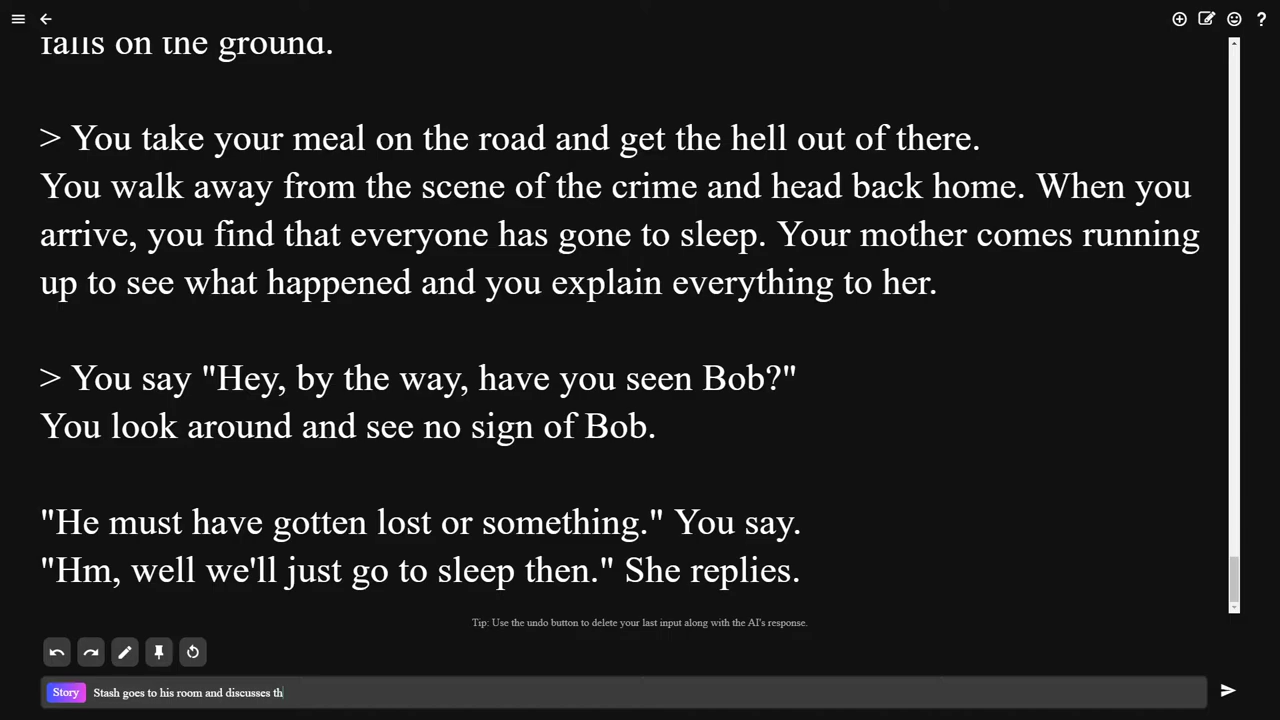 falls on the ground.
> You take your meal on the road and get the hell out of there.
You walk away from the scene of the crime and head back home. When you
arrive, you find that everyone has gone to sleep. Your mother comes running
up to see what happened and you explain everything to her.
> You say "Hey, by the way, have you seen Bob?"
You look around and see no sign of Bob.
"He must have gotten lost or something." You say.
"Hm, well we'll just go to sleep then." She replies.
Tip: Use the undo button to delete your last input along with the AI's response.
Story Stash goes to his room and discusses th